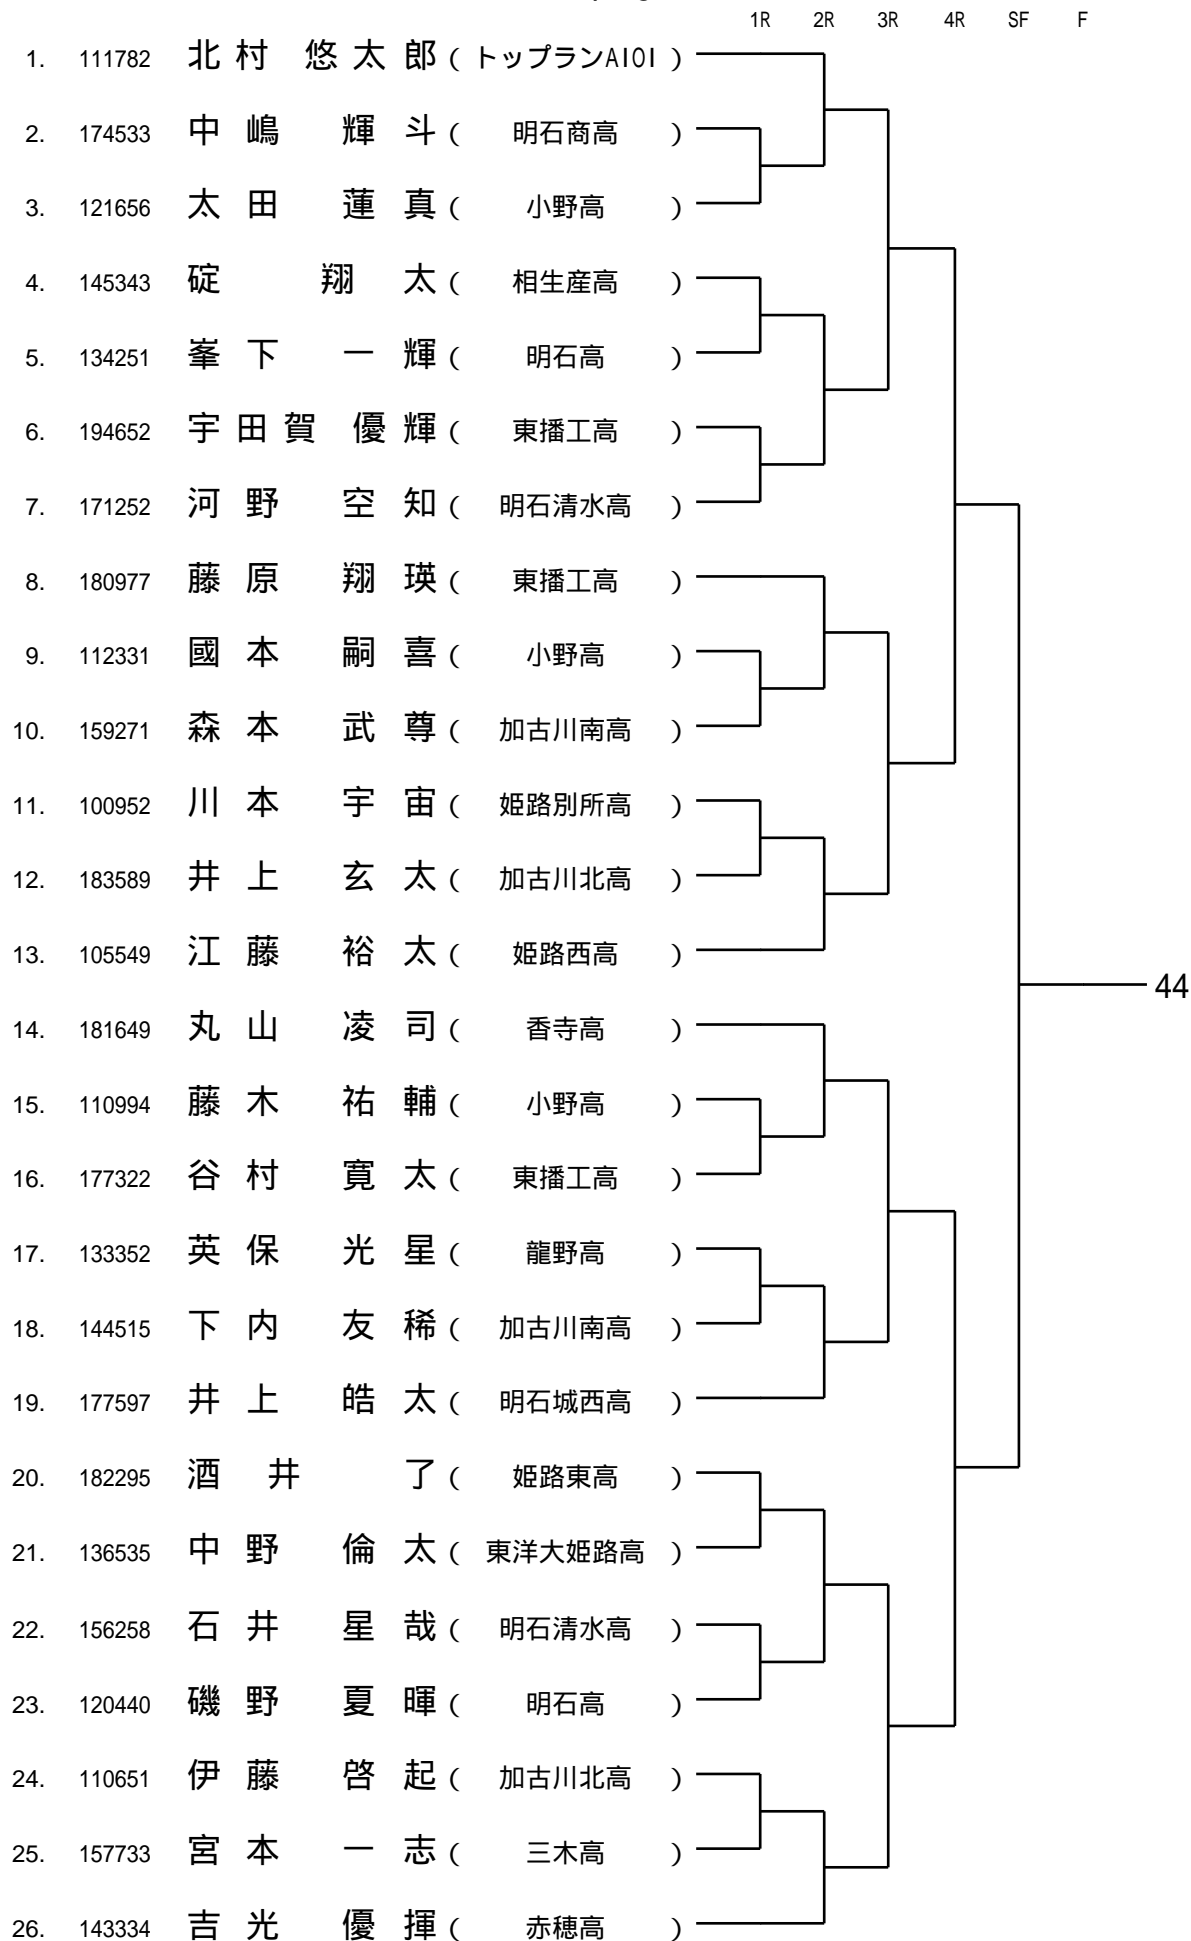 1R 2R 3R 4R SF F
1. 111782 北村 悠太郎 ( トップランAIOI )
2. 174533 中嶋 輝斗 ( 明石商高 )
3. 121656 太田 蓮真 ( 小野高 )
4. 145343 碇 翔太 ( 相生産高 )
5. 134251 峯下 一輝 ( 明石高 )
6. 194652 宇田賀 優輝 ( 東播工高 )
7. 171252 河野 空知 ( 明石清水高 )
8. 180977 藤原 翔瑛 ( 東播工高 )
9. 112331 國本 嗣喜 ( 小野高 )
10. 159271 森本 武尊 ( 加古川南高 )
11. 100952 川本 宇宙 ( 姫路別所高 )
12. 183589 井上 玄太 ( 加古川北高 )
13. 105549 江藤 裕太 ( 姫路西高 )
44
14. 181649 丸山 凌司 ( 香寺高 )
15. 110994 藤木 祐輔 ( 小野高 )
16. 177322 谷村 寛太 ( 東播工高 )
17. 133352 英保 光星 ( 龍野高 )
18. 144515 下内 友稀 ( 加古川南高 )
19. 177597 井上 皓太 ( 明石城西高 )
20. 182295 酒井 了 ( 姫路東高 )
21. 136535 中野 倫太 ( 東洋大姫路高 )
22. 156258 石井 星哉 ( 明石清水高 )
23. 120440 磯野 夏暉 ( 明石高 )
24. 110651 伊藤 啓起 ( 加古川北高 )
25. 157733 宮本 一志 ( 三木高 )
26. 143334 吉光 優揮 ( 赤穂高 )